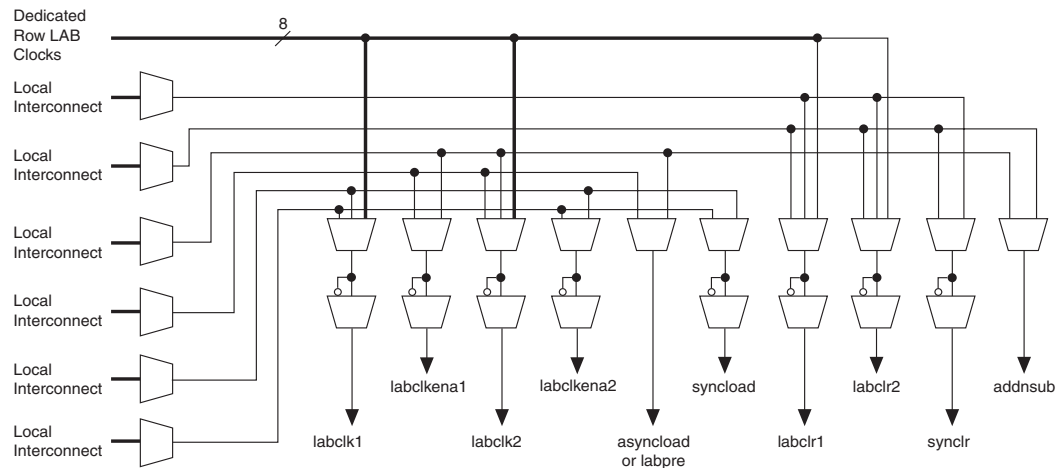 Dedicated
Row LAB
Clocks
8
Local
Interconnect
Local
Interconnect
Local
Interconnect
Local
Interconnect
Local
Interconnect
Local
Interconnect
labclkena1
labclkena2
syncload
labclr2
addnsub
labclk1
labclk2
asyncload
or labpre
labclr1
synclr